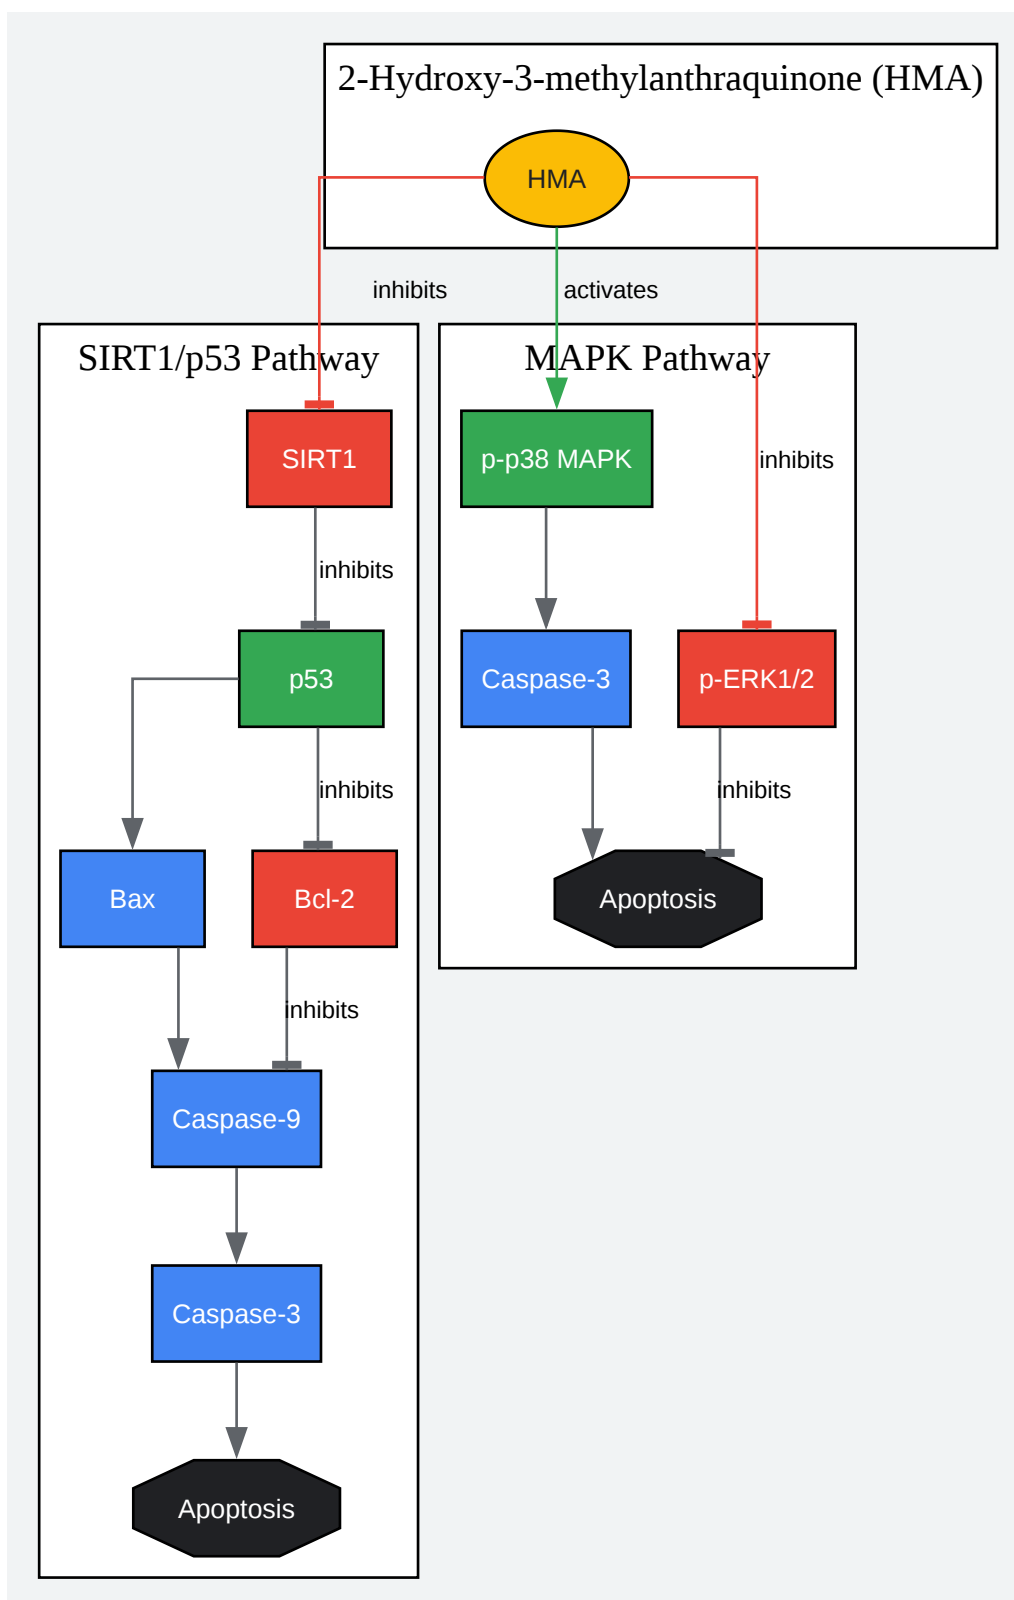 2-Hydroxy-3-methylanthraquinone (HMA)
HMA
inhibits
activates
SIRT1/p53 Pathway
MAPK Pathway
SIRT1
p-p38 MAPK
inhibits
inhibits
p53
Caspase-3
p-ERK1/2
inhibits
inhibits
Bax
Bcl-2
Apoptosis
inhibits
Caspase-9
Caspase-3
Apoptosis